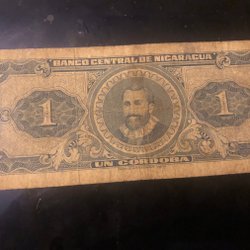 BANCO CENTRAL DE NICARAGUA
1 1
UN CORDOBA